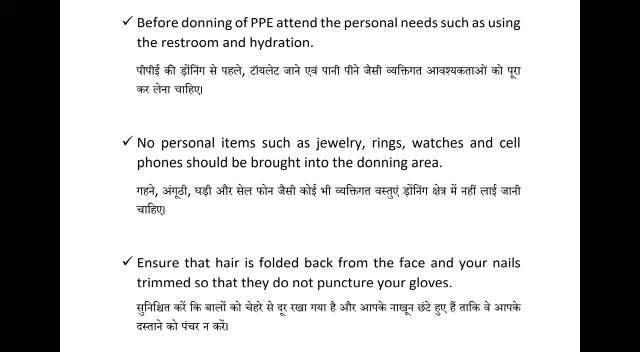 ✓ Before donning of PPE attend the personal needs such as using
the restroom and hydration.
पीपीई की ड़ोंनिंग से पहले, टॉयलेट जाने एवं पानी पीने जैसी व्यक्तिगत आवश्यकताओं को पूरा
कर लेना चाहिए।
✓ No personal items such as jewelry, rings, watches and cell
phones should be brought into the donning area.
गहने, अंगूठी, घड़ी और सेल फोन जैसी कोई भी व्यक्तिगत वस्तुएं ड़ोंनिंग क्षेत्र में नहीं लाई जानी
चाहिए।
✓ Ensure that hair is folded back from the face and your nails
trimmed so that they do not puncture your gloves.
सुनिश्चित करें कि बालों को चेहरे से दूर रखा गया है और आपके नाखून छंटे हुए हैं ताकि वे आपके
दस्ताने को पंचर न करें।